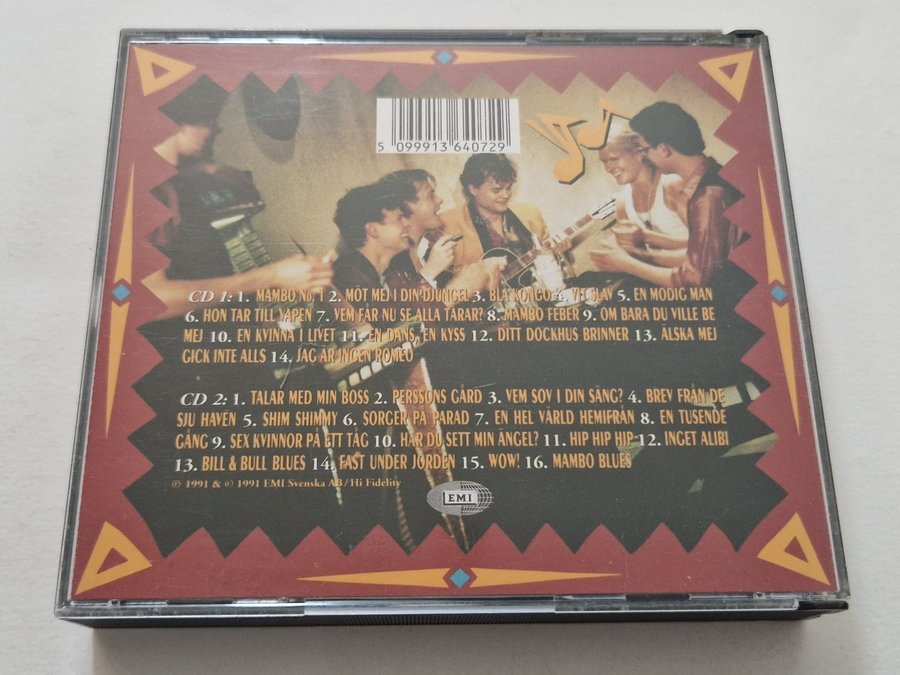 5 099913 640729
CD 1: 1. MAMBO No. 1 2. MÖT MEJ I DIN DJUNGEL 3. BLÅ KONGO 4. VIT SLAV 5. EN MODIG MAN
6. HON TAR TILL VAPEN 7. VEM FÅR NU SE ALLA TÅRAR? 8. MAMBO FEBER 9. OM BARA DU VILLE BE
MEJ 10. EN KVINNA I LIVET 11. EN DANS, EN KYSS 12. DITT DOCKHUS BRINNER 13. ÄLSKA MEJ
GICK INTE ALLS 14. JAG ÄR INGEN ROMEO
CD 2: 1. TALAR MED MIN BOSS 2. PERSSONS GÅRD 3. VEM SOV I DIN SÄNG? 4. BREV FRÅN DE
SJU HAVEN 5. SHIM SHIMMY 6. SORGER PÅ PARAD 7. EN HEL VÄRLD HEMIFRÅN 8. EN TUSENDE
GÅNG 9. SEX KVINNOR PÅ ETT TÅG 10. HAR DU SETT MIN ÄNGEL? 11. HIP HIP HIP 12. INGET ALIBI
13. BILL & BULL BLUES 14. FAST UNDER JORDEN 15. WOW! 16. MAMBO BLUES
℗ 1991 & © 1991 EMI Svenska AB / Hi Fidelity
EMI